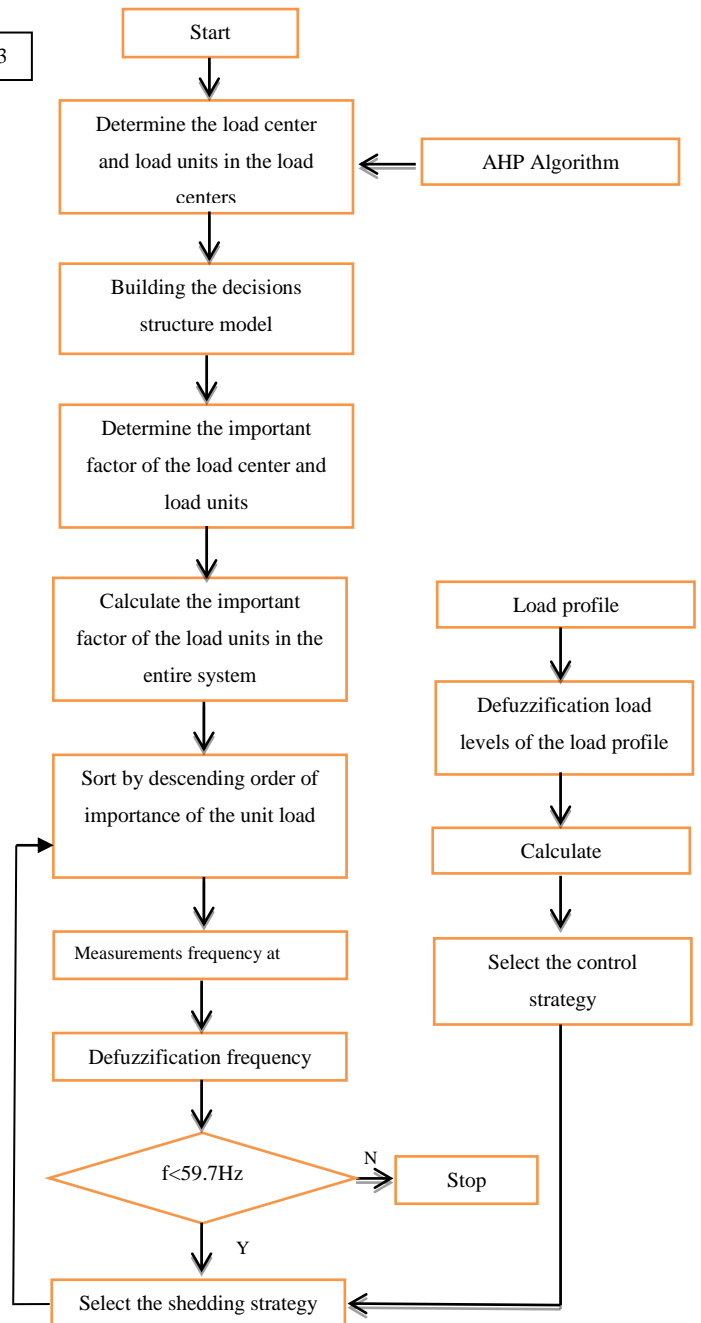 3
Start
Determine the load center
and load units in the load
centers
AHP Algorithm
Building the decisions
structure model
Determine the important
factor of the load center and
load units
Calculate the important
factor of the load units in the
entire system
Sort by descending order of
importance of the unit load
Measurements frequency at
Defuzzification frequency
f<59.7Hz
N
Stop
Y
Select the shedding strategy
Load profile
Defuzzification load
levels of the load profile
Calculate
Select the control
strategy